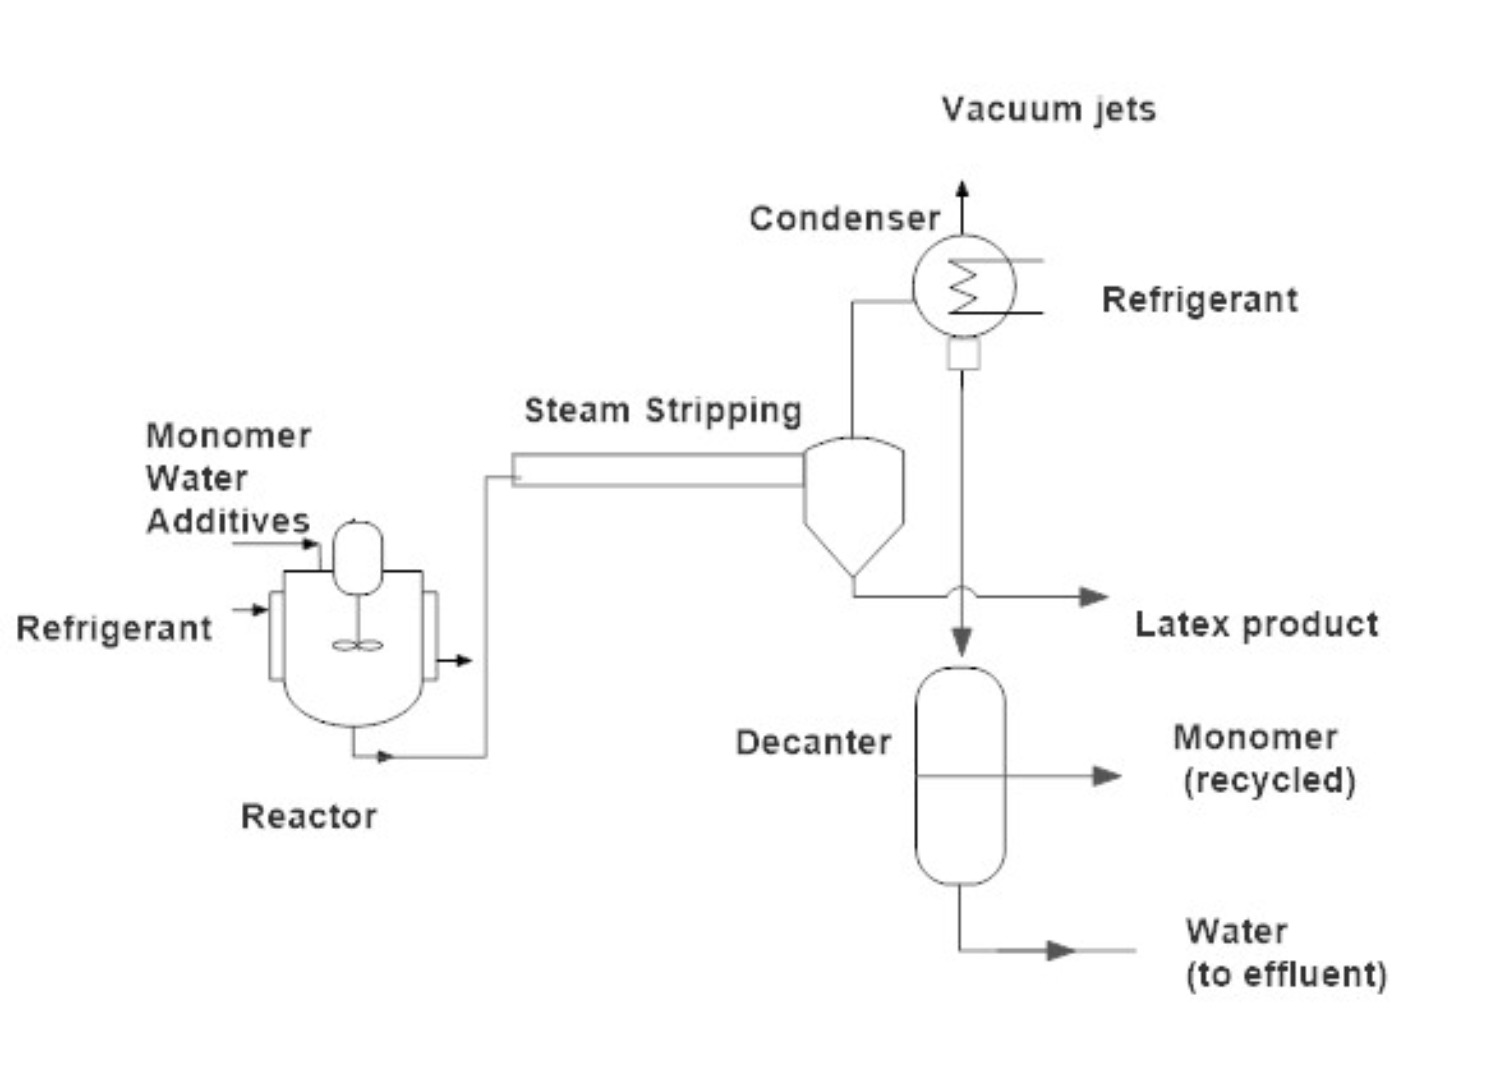 Vacuum jets
Condenser
Refrigerant
Steam Stripping
Monomer
Water
Additives
Refrigerant
Latex product
Decanter
Monomer
(recycled)
Reactor
Water
(to effluent)